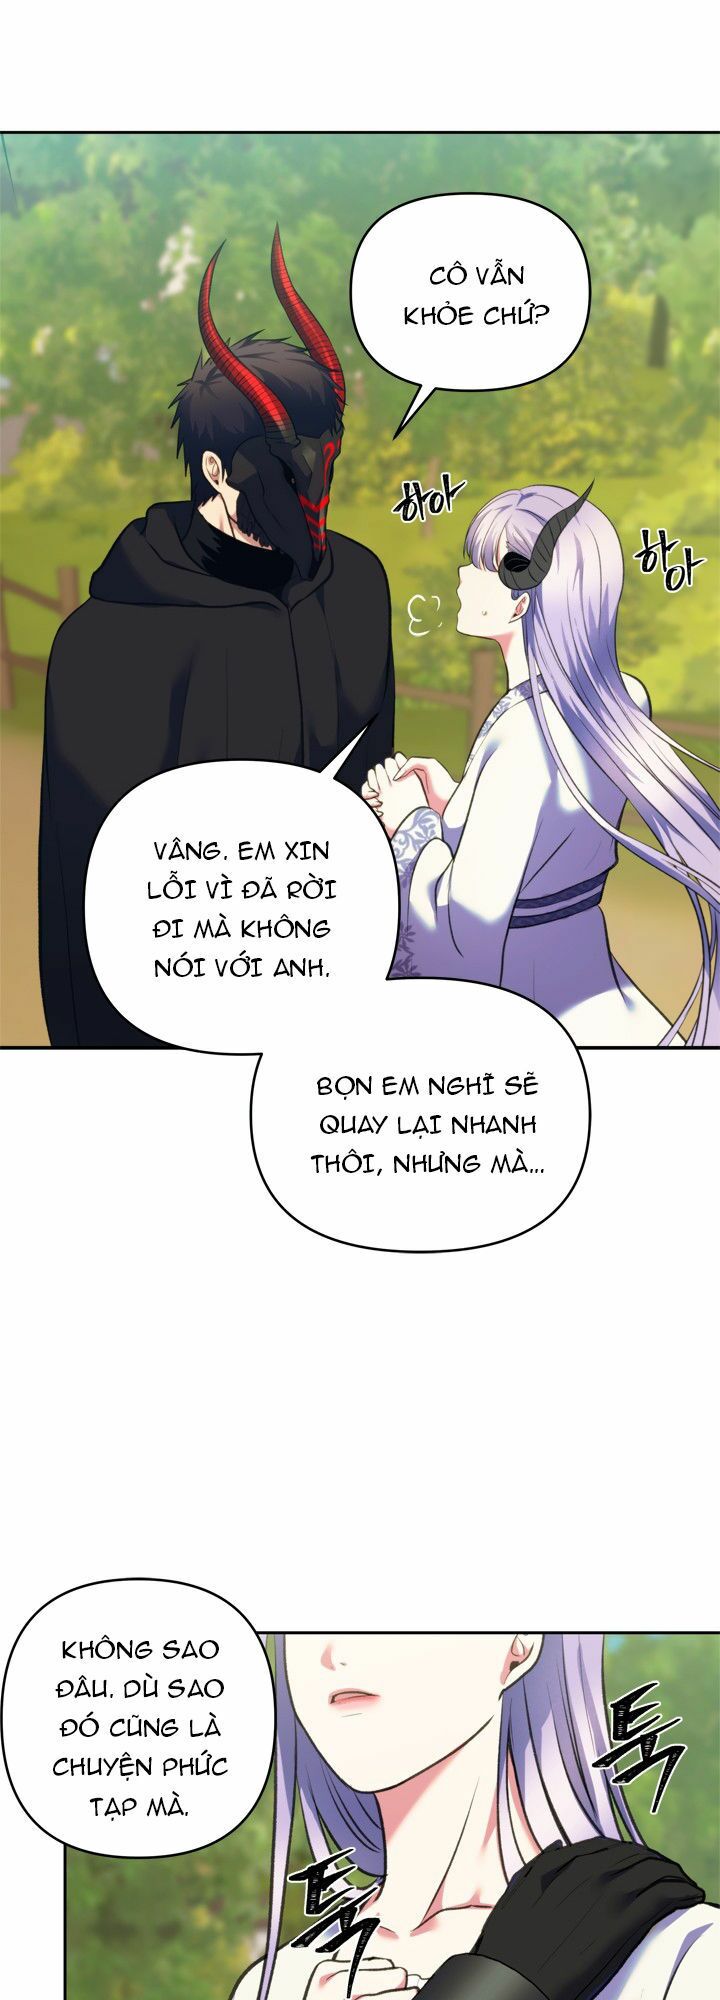 CÔ VẪN
KHỎE CHỨ?
하아
하아
VÂNG. EM XIN
LỖI VÌ ĐÃ RỜI
ĐI MÀ KHÔNG
NÓI VỚI ANH.
BỌN EM NGHĨ SẼ
QUAY LẠI NHANH
THÔI, NHƯNG MÀ...
KHÔNG SAO
ĐÂU. DÙ SAO
ĐÓ CŨNG LÀ
CHUYỆN PHỨC
TẠP MÀ.
툭
툭